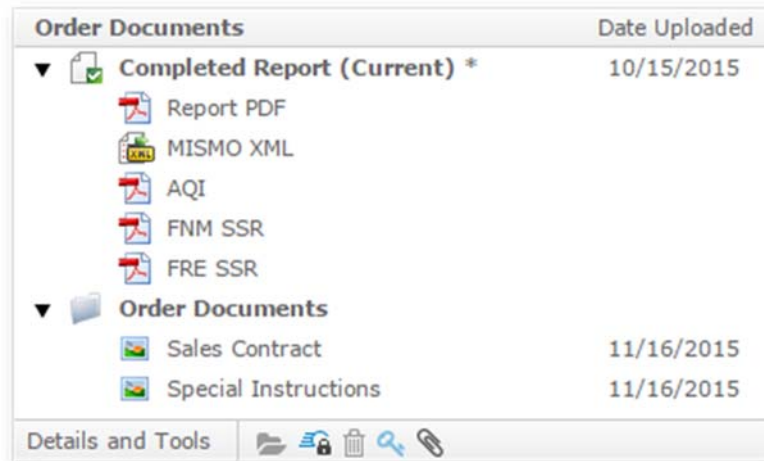 Order Documents Date Uploaded
Completed Report (Current) * 10/15/2015
Report PDF
XML MISMO XML
AQI
FNM SSR
FRE SSR
Order Documents
Sales Contract 11/16/2015
Special Instructions 11/16/2015
Details and Tools